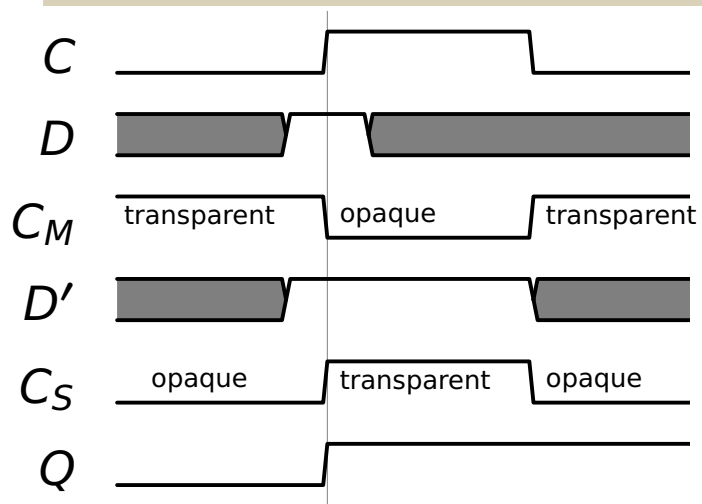 C
D
C_M transparent opaque transparent
D′
C_S opaque transparent opaque
Q